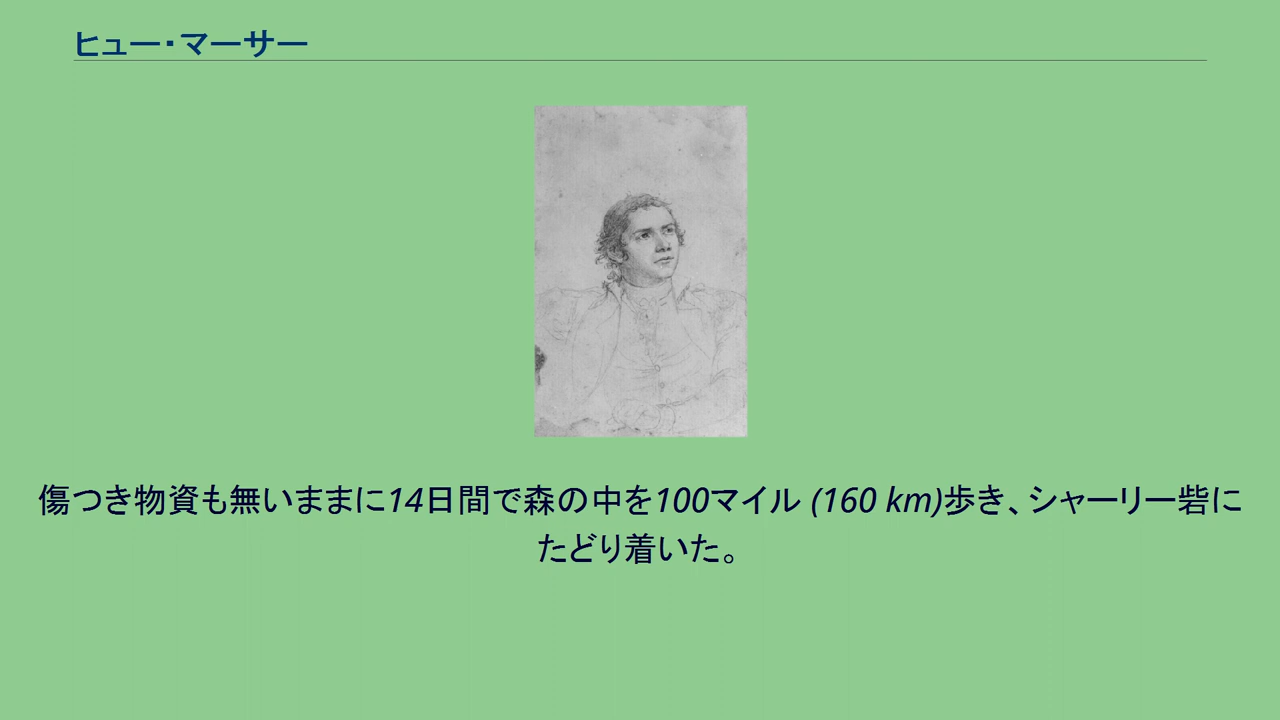 ヒュー・マーサー
傷つき物資も無いままに14日間で森の中を100マイル (160 km)歩き、シャーリー砦に
たどり着いた。